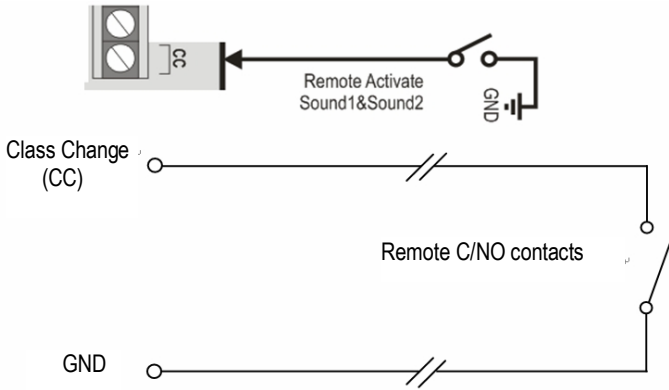 CC
Remote Activate
Sound1&Sound2
GND
Class Change
(CC)
Remote C/NO contacts
GND